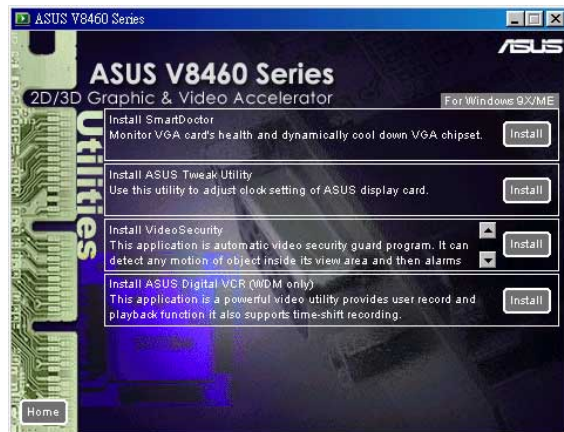 ASUS V8460 Series
ASUS
ASUS V8460 Series
2D/3D Graphic & Video Accelerator
For Windows 9X/ME
Utilities
Install SmartDoctor
Monitor VGA card's health and dynamically cool down VGA chipset.
Install
Install ASUS Tweak Utility
Use this utility to adjust clock setting of ASUS display card.
Install
Install VideoSecurity
This application is automatic video security guard program. It can
detect any motion of object inside its view area and then alarms
Install
Install ASUS Digital VCR (WDM only)
This application is a powerful video utility provides user record and
playback function it also supports time-shift recording.
Install
Home